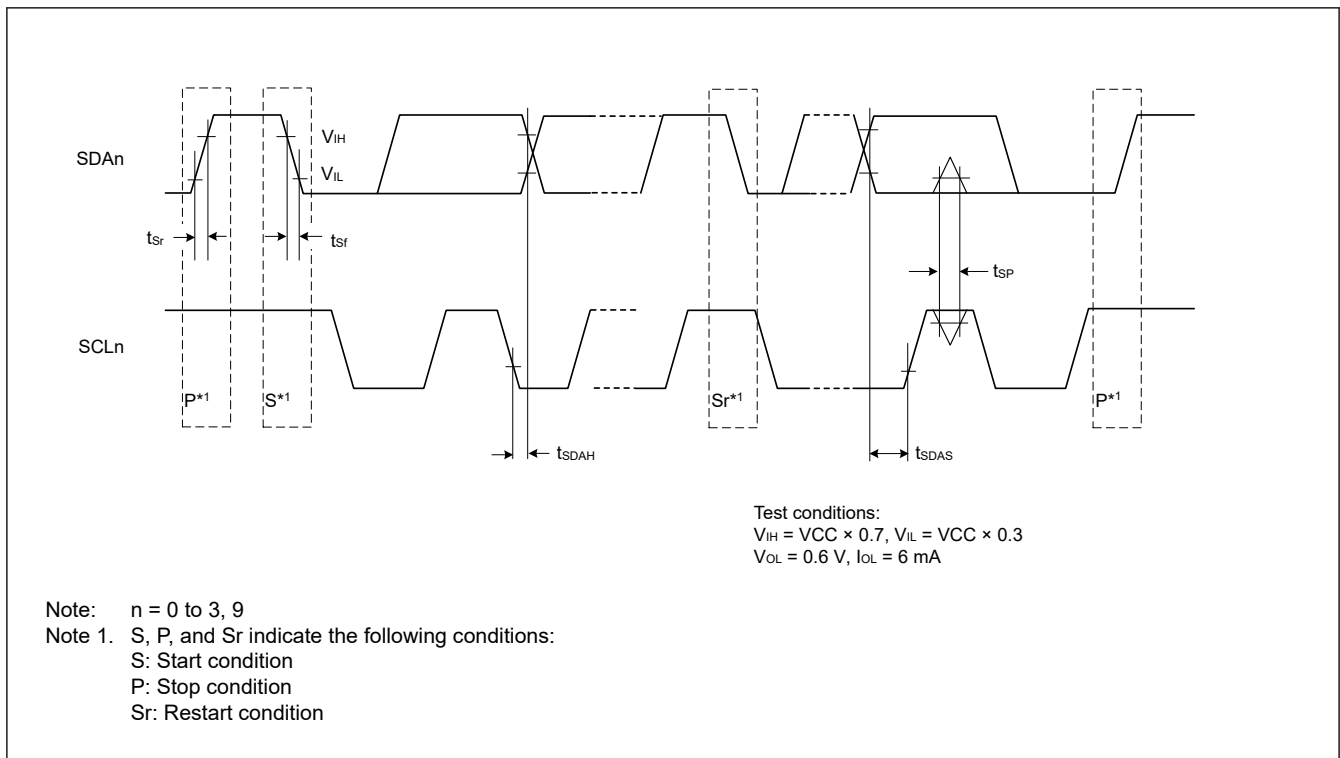 SDAn
VIH
VIL
tSr
tSf
tSP
SCLn
P*1
S*1
Sr*1
P*1
tSDAH
tSDAS
Test conditions:
VIH = VCC × 0.7, VIL = VCC × 0.3
VOL = 0.6 V, IOL = 6 mA
Note: n = 0 to 3, 9
Note 1. S, P, and Sr indicate the following conditions:
S: Start condition
P: Stop condition
Sr: Restart condition